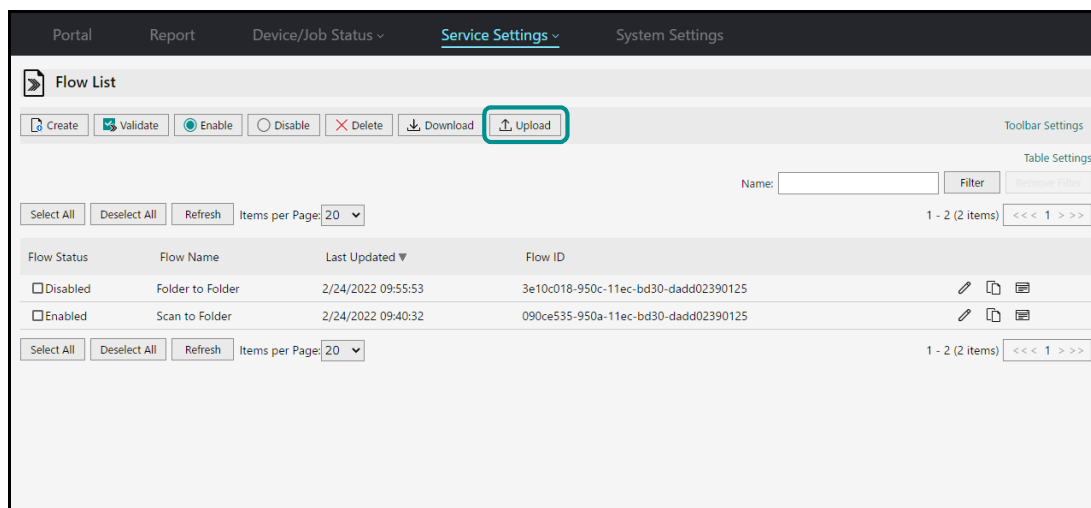 Portal Report Device/Job Status Service Settings System Settings
Flow List
Create Validate Enable Disable Delete Download Upload Toolbar Settings
Table Settings
Name: Filter Remove Filter
Select All Deselect All Refresh Items per Page: 20 1 - 2 (2 items) <<< 1 >>>
Flow Status Flow Name Last Updated ▼ Flow ID
Disabled Folder to Folder 2/24/2022 09:55:53 3e10c018-950c-11ec-bd30-dadd02390125
Enabled Scan to Folder 2/24/2022 09:40:32 090ce535-950a-11ec-bd30-dadd02390125
Select All Deselect All Refresh Items per Page: 20 1 - 2 (2 items) <<< 1 >>>